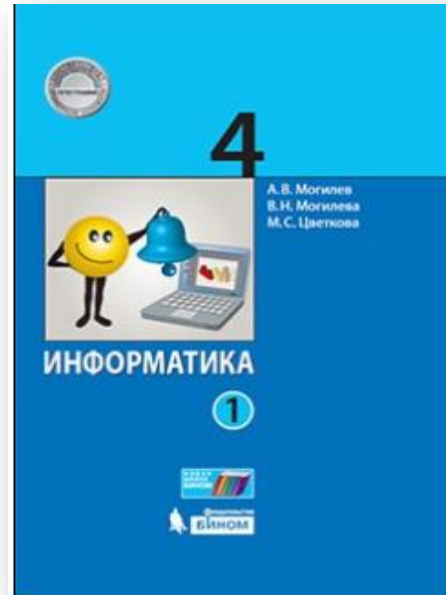 4
А. В. Могилев
В. Н. Могилева
М. С. Цветкова
ИНФОРМАТИКА
1
БИНОМ